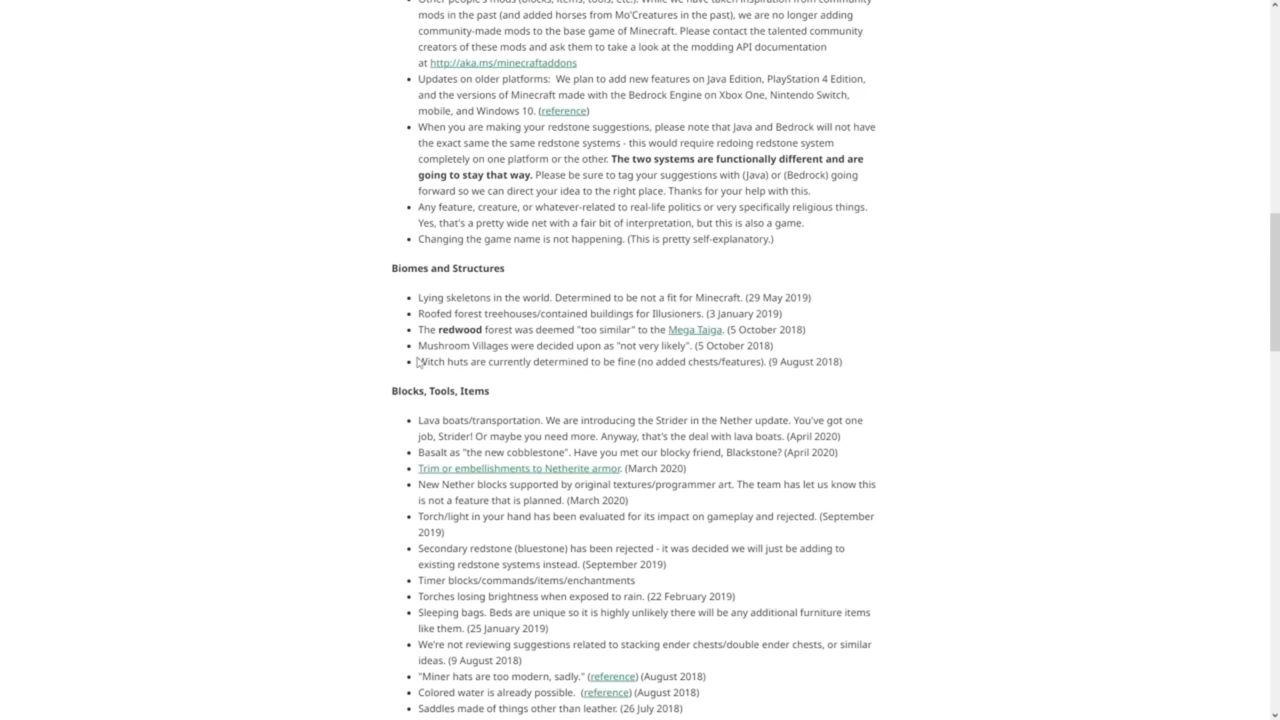 Other people's mods (blocks, items, tools, etc.). While we have taken inspiration from community
mods in the past (and added horses from Mo'Creatures in the past), we are no longer adding
community-made mods to the base game of Minecraft. Please contact the talented community
creators of these mods and ask them to take a look at the modding API documentation
at http://aka.ms/minecraftaddons
Updates on older platforms: We plan to add new features on Java Edition, PlayStation 4 Edition,
and the versions of Minecraft made with the Bedrock Engine on Xbox One, Nintendo Switch,
mobile, and Windows 10. (reference)
When you are making your redstone suggestions, please note that Java and Bedrock will not have
the exact same the same redstone systems - this would require redoing redstone system
completely on one platform or the other. The two systems are functionally different and are
going to stay that way. Please be sure to tag your suggestions with (Java) or (Bedrock) going
forward so we can direct your idea to the right place. Thanks for your help with this.
Any feature, creature, or whatever-related to real-life politics or very specifically religious things.
Yes, that's a pretty wide net with a fair bit of interpretation, but this is also a game.
Changing the game name is not happening. (This is pretty self-explanatory.)
Biomes and Structures
Lying skeletons in the world. Determined to be not a fit for Minecraft. (29 May 2019)
Roofed forest treehouses/contained buildings for Illusioners. (3 January 2019)
The redwood forest was deemed "too similar" to the Mega Taiga. (5 October 2018)
Mushroom Villages were decided upon as "not very likely". (5 October 2018)
Witch huts are currently determined to be fine (no added chests/features). (9 August 2018)
Blocks, Tools, Items
Lava boats/transportation. We are introducing the Strider in the Nether update. You've got one
job, Strider! Or maybe you need more. Anyway, that's the deal with lava boats. (April 2020)
Basalt as "the new cobblestone". Have you met our blocky friend, Blackstone? (April 2020)
Trim or embellishments to Netherite armor. (March 2020)
New Nether blocks supported by original textures/programmer art. The team has let us know this
is not a feature that is planned. (March 2020)
Torch/light in your hand has been evaluated for its impact on gameplay and rejected. (September
2019)
Secondary redstone (bluestone) has been rejected - it was decided we will just be adding to
existing redstone systems instead. (September 2019)
Timer blocks/commands/items/enchantments
Torches losing brightness when exposed to rain. (22 February 2019)
Sleeping bags. Beds are unique so it is highly unlikely there will be any additional furniture items
like them. (25 January 2019)
We're not reviewing suggestions related to stacking ender chests/double ender chests, or similar
ideas. (9 August 2018)
"Miner hats are too modern, sadly." (reference) (August 2018)
Colored water is already possible. (reference) (August 2018)
Saddles made of things other than leather. (26 July 2018)